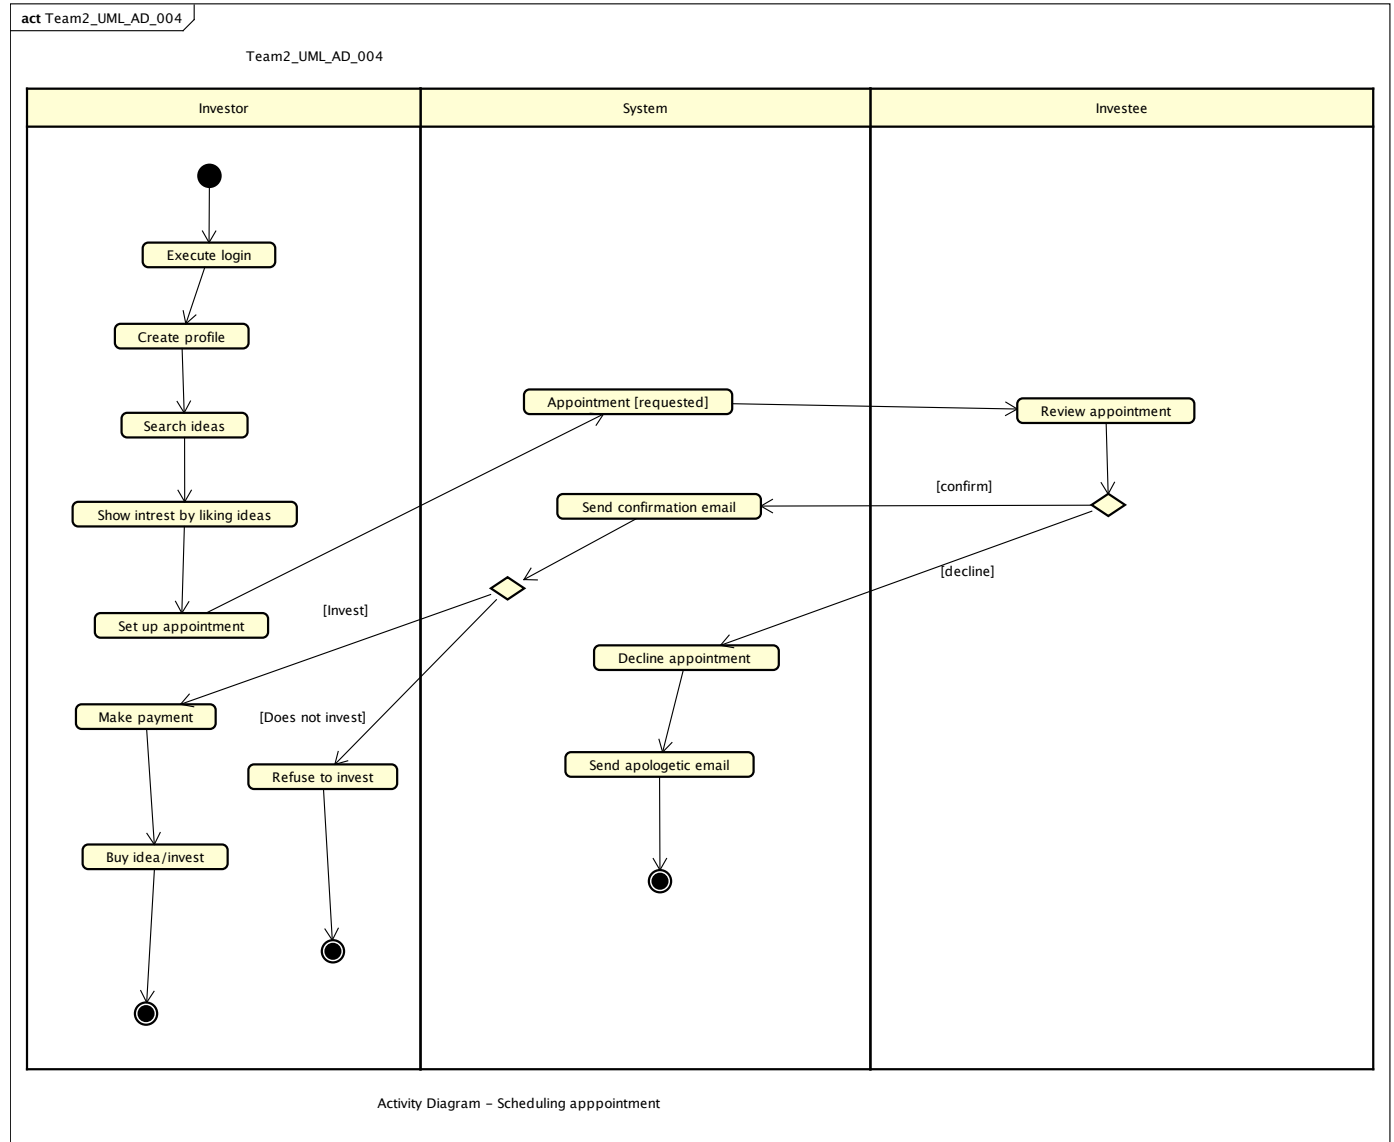 act Team2_UML_AD_004
Team2_UML_AD_004
Investor
System
Investee
Execute login
Create profile
Search ideas
Show intrest by liking ideas
Set up appointment
Appointment [requested]
Review appointment
[confirm]
Send confirmation email
[decline]
[Invest]
Decline appointment
Make payment
[Does not invest]
Refuse to invest
Send apologetic email
Buy idea/invest
Activity Diagram - Scheduling apppointment